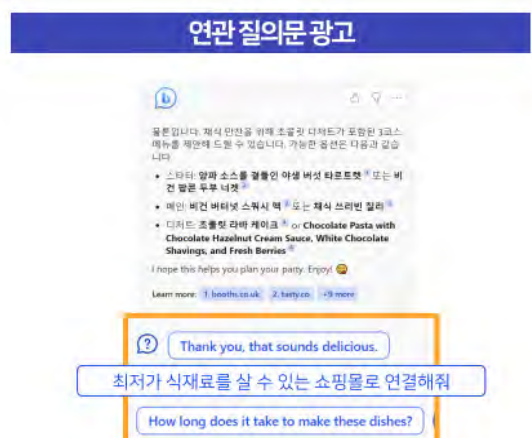 연관 질의문 광고
물론입니다. 채식 만찬을 위해 초콜릿 디저트가 포함된 3코스
메뉴를 제안해 드릴 수 있습니다. 가능한 옵션은 다음과 같습
니다.
스타터: 양파 소스를 곁들인 야생 버섯 타르트렛 또는 비
건 팝콘 두부 너겟
메인: 비건 버터넛 스쿼시 맥 또는 채식 쓰리빈 칠리
디저트: 초콜릿 라바 케이크 or Chocolate Pasta with
Chocolate Hazelnut Cream Sauce, White Chocolate
Shavings, and Fresh Berries
I hope this helps you plan your party. Enjoy! 😋
Learn more: 1. booths.co.uk 2. tasty.co +9 more
Thank you, that sounds delicious.
최저가 식재료를 살 수 있는 쇼핑몰로 연결해줘
How long does it take to make these dishes?